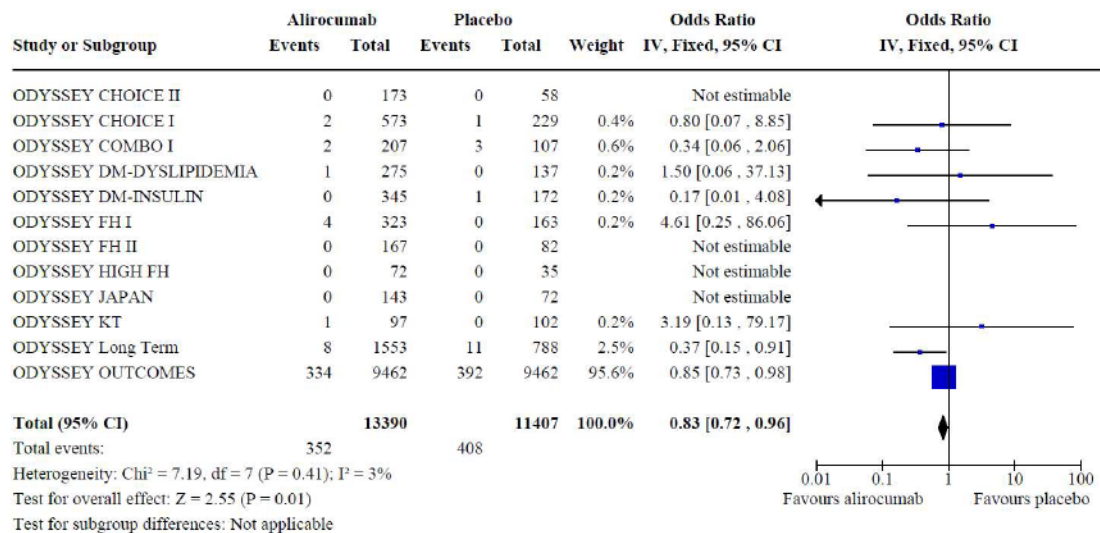 Alirocumab Placebo Odds Ratio Odds Ratio
Study or Subgroup Events Total Events Total Weight IV, Fixed, 95% CI IV, Fixed, 95% CI
ODYSSEY CHOICE II 0 173 0 58 Not estimable
ODYSSEY CHOICE I 2 573 1 229 0.4% 0.80 [0.07 , 8.85]
ODYSSEY COMBO I 2 207 3 107 0.6% 0.34 [0.06 , 2.06]
ODYSSEY DM-DYSLIPIDEMIA 1 275 0 137 0.2% 1.50 [0.06 , 37.13]
ODYSSEY DM-INSULIN 0 345 1 172 0.2% 0.17 [0.01 , 4.08]
ODYSSEY FH I 4 323 0 163 0.2% 4.61 [0.25 , 86.06]
ODYSSEY FH II 0 167 0 82 Not estimable
ODYSSEY HIGH FH 0 72 0 35 Not estimable
ODYSSEY JAPAN 0 143 0 72 Not estimable
ODYSSEY KT 1 97 0 102 0.2% 3.19 [0.13 , 79.17]
ODYSSEY Long Term 8 1553 11 788 2.5% 0.37 [0.15 , 0.91]
ODYSSEY OUTCOMES 334 9462 392 9462 95.6% 0.85 [0.73 , 0.98]
Total (95% CI) 13390 11407 100.0% 0.83 [0.72 , 0.96]
Total events: 352 408
Heterogeneity: Chi² = 7.19, df = 7 (P = 0.41); I² = 3%
Test for overall effect: Z = 2.55 (P = 0.01)
Test for subgroup differences: Not applicable
0.01 0.1 1 10 100
Favours alirocumab Favours placebo